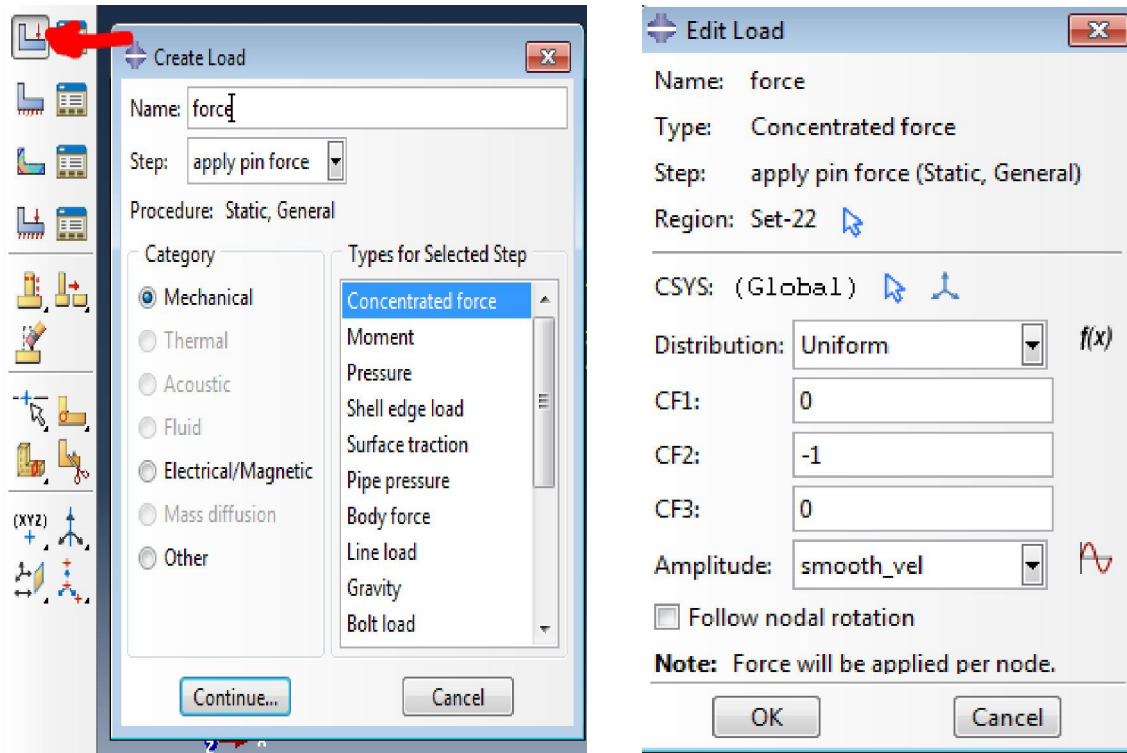 Create Load
Name: force
Step: apply pin force
Procedure: Static, General
Category
Mechanical
Thermal
Acoustic
Fluid
Electrical/Magnetic
Mass diffusion
Other
Types for Selected Step
Concentrated force
Moment
Pressure
Shell edge load
Surface traction
Pipe pressure
Body force
Line load
Gravity
Bolt load
Continue...
Cancel
(XYZ)
Edit Load
Name: force
Type: Concentrated force
Step: apply pin force (Static, General)
Region: Set-22
CSYS: (Global)
Distribution: Uniform
f(x)
CF1: 0
CF2: -1
CF3: 0
Amplitude: smooth_vel
Follow nodal rotation
Note: Force will be applied per node.
OK
Cancel